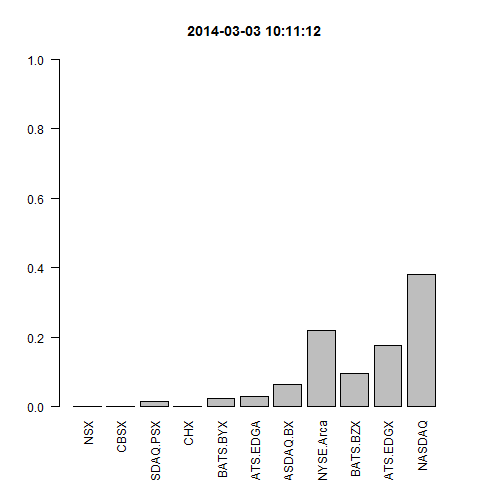 2014-03-03 10:11:12
1.0
0.8
0.6
0.4
0.2
0.0
NSX
CBSX
SDAQ.PSX
CHX
BATS.BYX
ATS.EDGA
ASDAQ.BX
NYSE.Arca
BATS.BZX
ATS.EDGX
NASDAQ